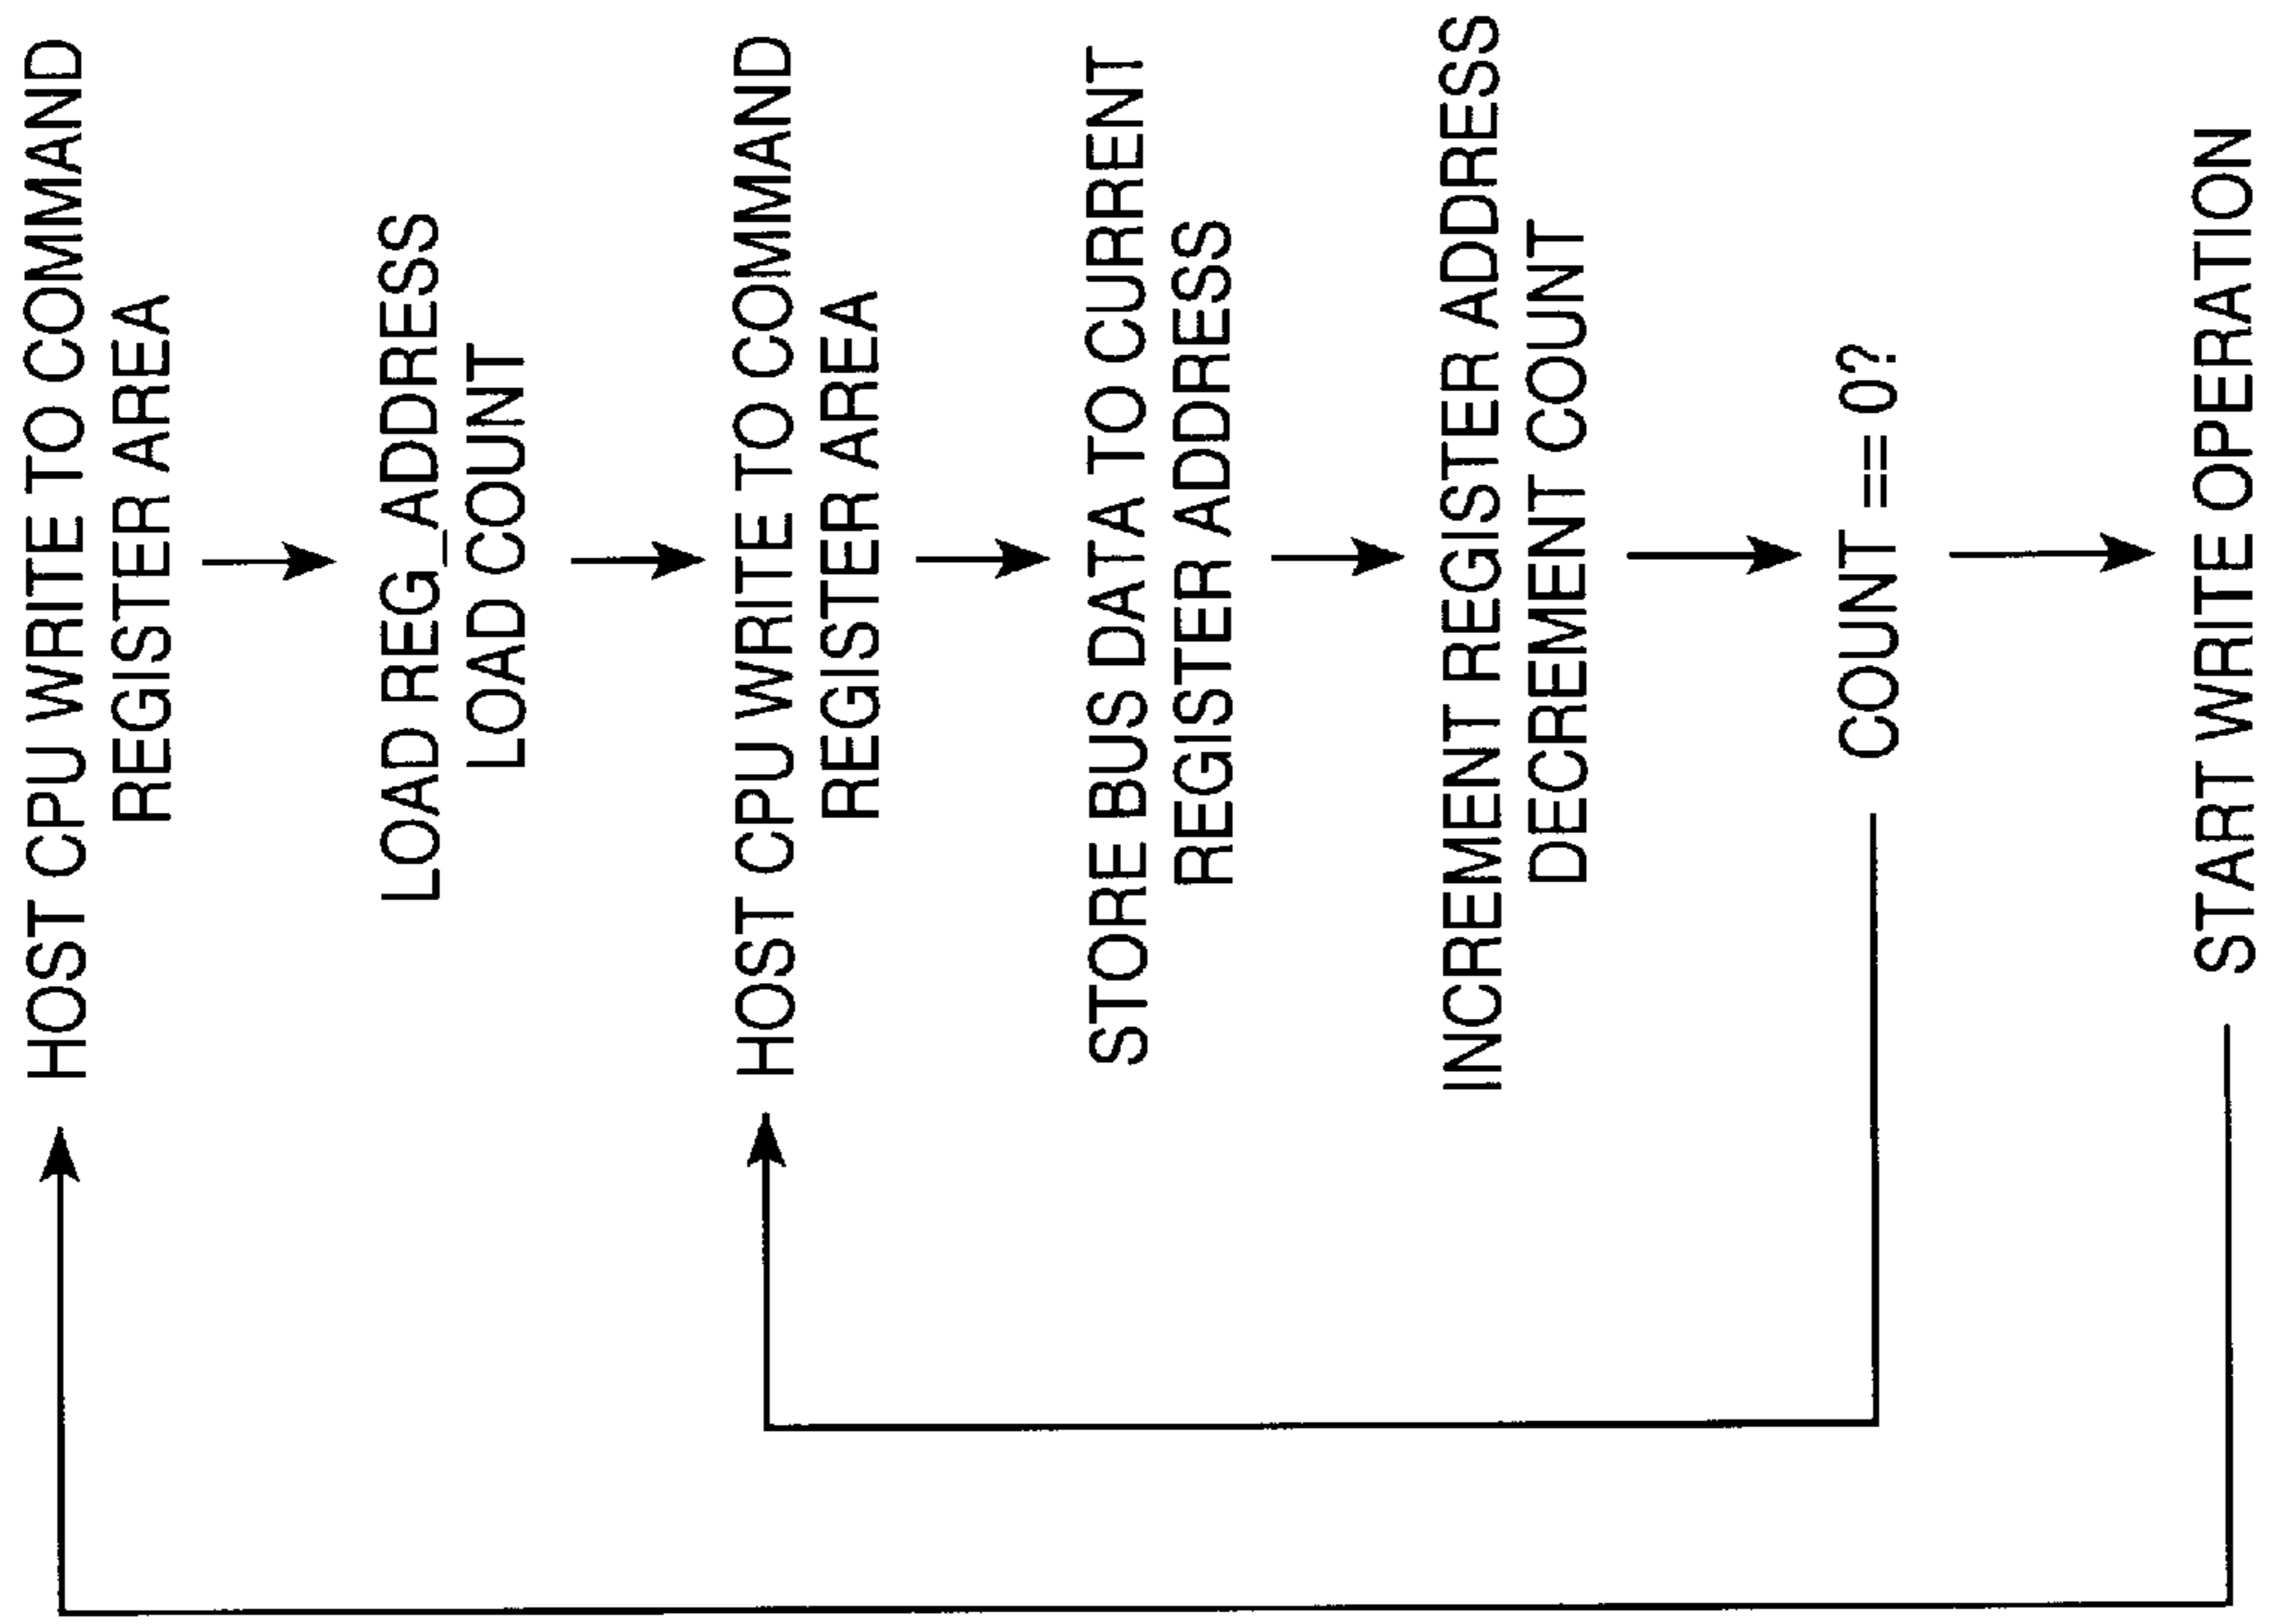 HOST CPU WRITE TO COMMAND
REGISTER AREA
LOAD REG_ADDRESS
LOAD COUNT
HOST CPU WRITE TO COMMAND
REGISTER AREA
STORE BUS DATA TO CURRENT
REGISTER ADDRESS
INCREMENT REGISTER ADDRESS
DECREMENT COUNT
COUNT == 0?
START WRITE OPERATION